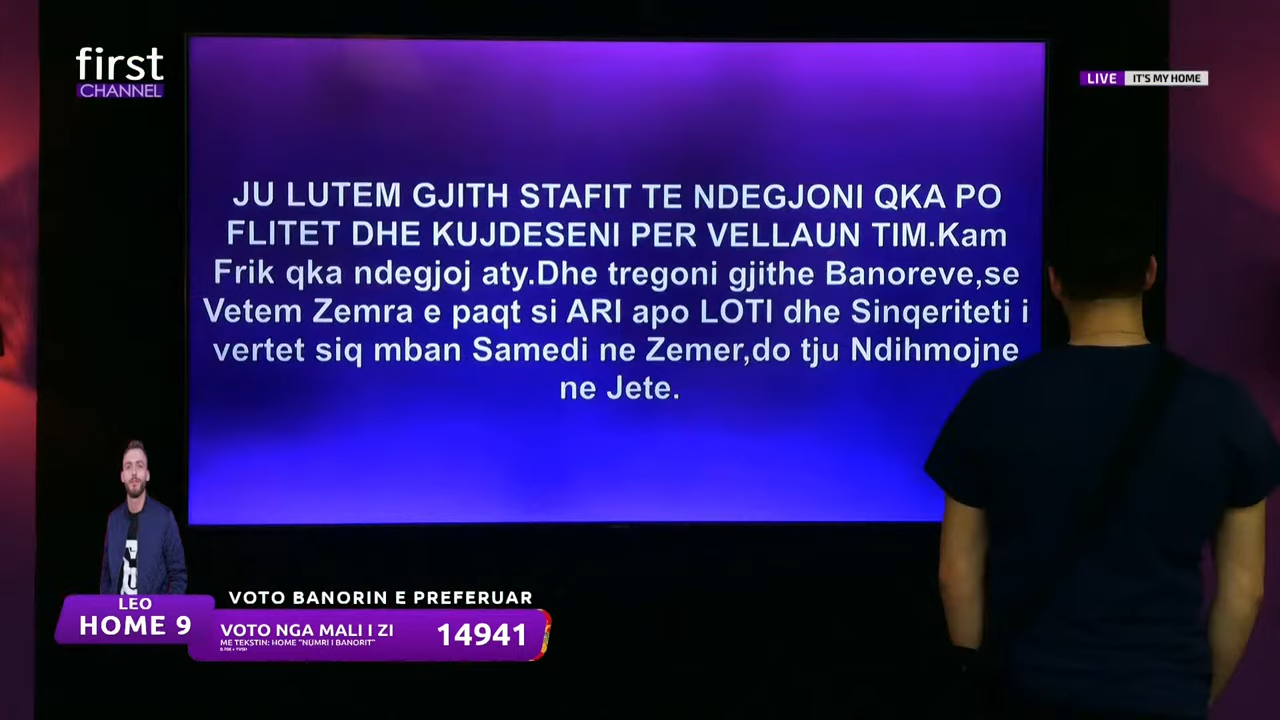 first
CHANNEL
LIVE IT'S MY HOME
JU LUTEM GJITH STAFIT TE NDEGJONI QKA PO
FLITET DHE KUJDESENI PER VELLAUN TIM.Kam
Frik qka ndegjoj aty.Dhe tregoni gjithe Banoreve,se
Vetem Zemra e paqt si ARI apo LOTI dhe Sinqeriteti i
vertet siq mban Samedi ne Zemer,do tju Ndihmojne
ne Jete.
LEO
HOME 9
VOTO BANORIN E PREFERUAR
VOTO NGA MALI I ZI
ME TEKSTIN: HOME "NUMRI I BANORIT"
14941